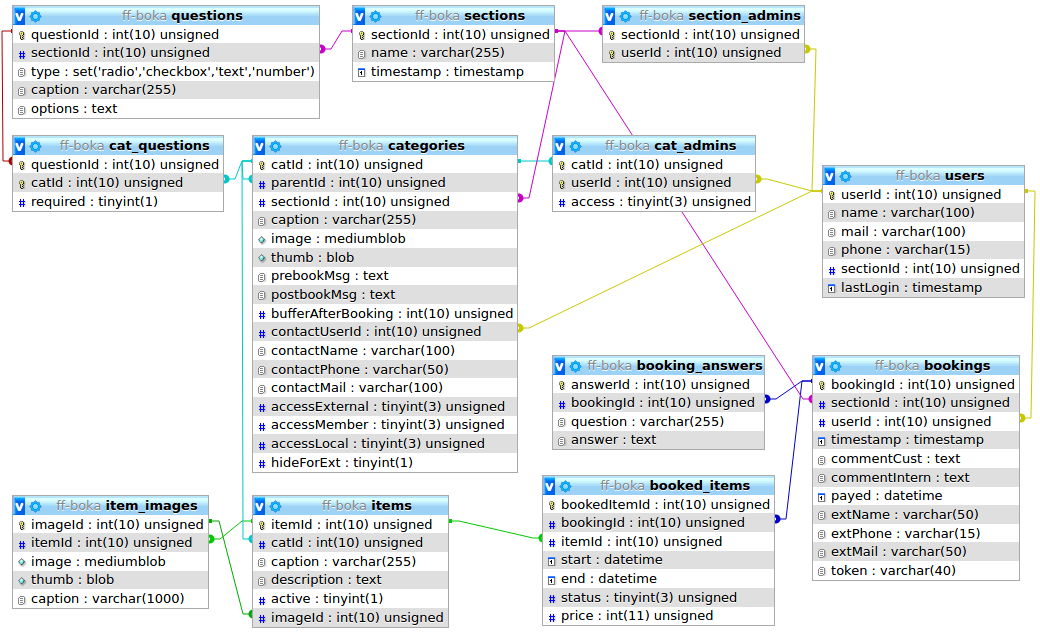 ff-boka questions
questionId : int(10) unsigned
sectionId : int(10) unsigned
type : set('radio','checkbox','text','number')
caption : varchar(255)
options : text
ff-boka sections
sectionId : int(10) unsigned
name : varchar(255)
timestamp : timestamp
ff-boka section_admins
sectionId : int(10) unsigned
userId : int(10) unsigned
ff-boka cat_questions
questionId : int(10) unsigned
catId : int(10) unsigned
required : tinyint(1)
ff-boka categories
catId : int(10) unsigned
parentId : int(10) unsigned
sectionId : int(10) unsigned
caption : varchar(255)
image : mediumblob
thumb : blob
prebookMsg : text
postbookMsg : text
bufferAfterBooking : int(10) unsigned
contactUserId : int(10) unsigned
contactName : varchar(100)
contactPhone : varchar(50)
contactMail : varchar(100)
accessExternal : tinyint(3) unsigned
accessMember : tinyint(3) unsigned
accessLocal : tinyint(3) unsigned
hideForExt : tinyint(1)
ff-boka cat_admins
catId : int(10) unsigned
userId : int(10) unsigned
access : tinyint(3) unsigned
ff-boka users
userId : int(10) unsigned
name : varchar(100)
mail : varchar(100)
phone : varchar(15)
sectionId : int(10) unsigned
lastLogin : timestamp
ff-boka booking_answers
answerId : int(10) unsigned
bookingId : int(10) unsigned
question : varchar(255)
answer : text
ff-boka bookings
bookingId : int(10) unsigned
sectionId : int(10) unsigned
userId : int(10) unsigned
timestamp : timestamp
commentCust : text
commentIntern : text
payed : datetime
extName : varchar(50)
extPhone : varchar(15)
extMail : varchar(50)
token : varchar(40)
ff-boka item_images
imageId : int(10) unsigned
itemId : int(10) unsigned
image : mediumblob
thumb : blob
caption : varchar(1000)
ff-boka items
itemId : int(10) unsigned
catId : int(10) unsigned
caption : varchar(255)
description : text
active : tinyint(1)
imageId : int(10) unsigned
ff-boka booked_items
bookedItemId : int(10) unsigned
bookingId : int(10) unsigned
itemId : int(10) unsigned
start : datetime
end : datetime
status : tinyint(3) unsigned
price : int(11) unsigned